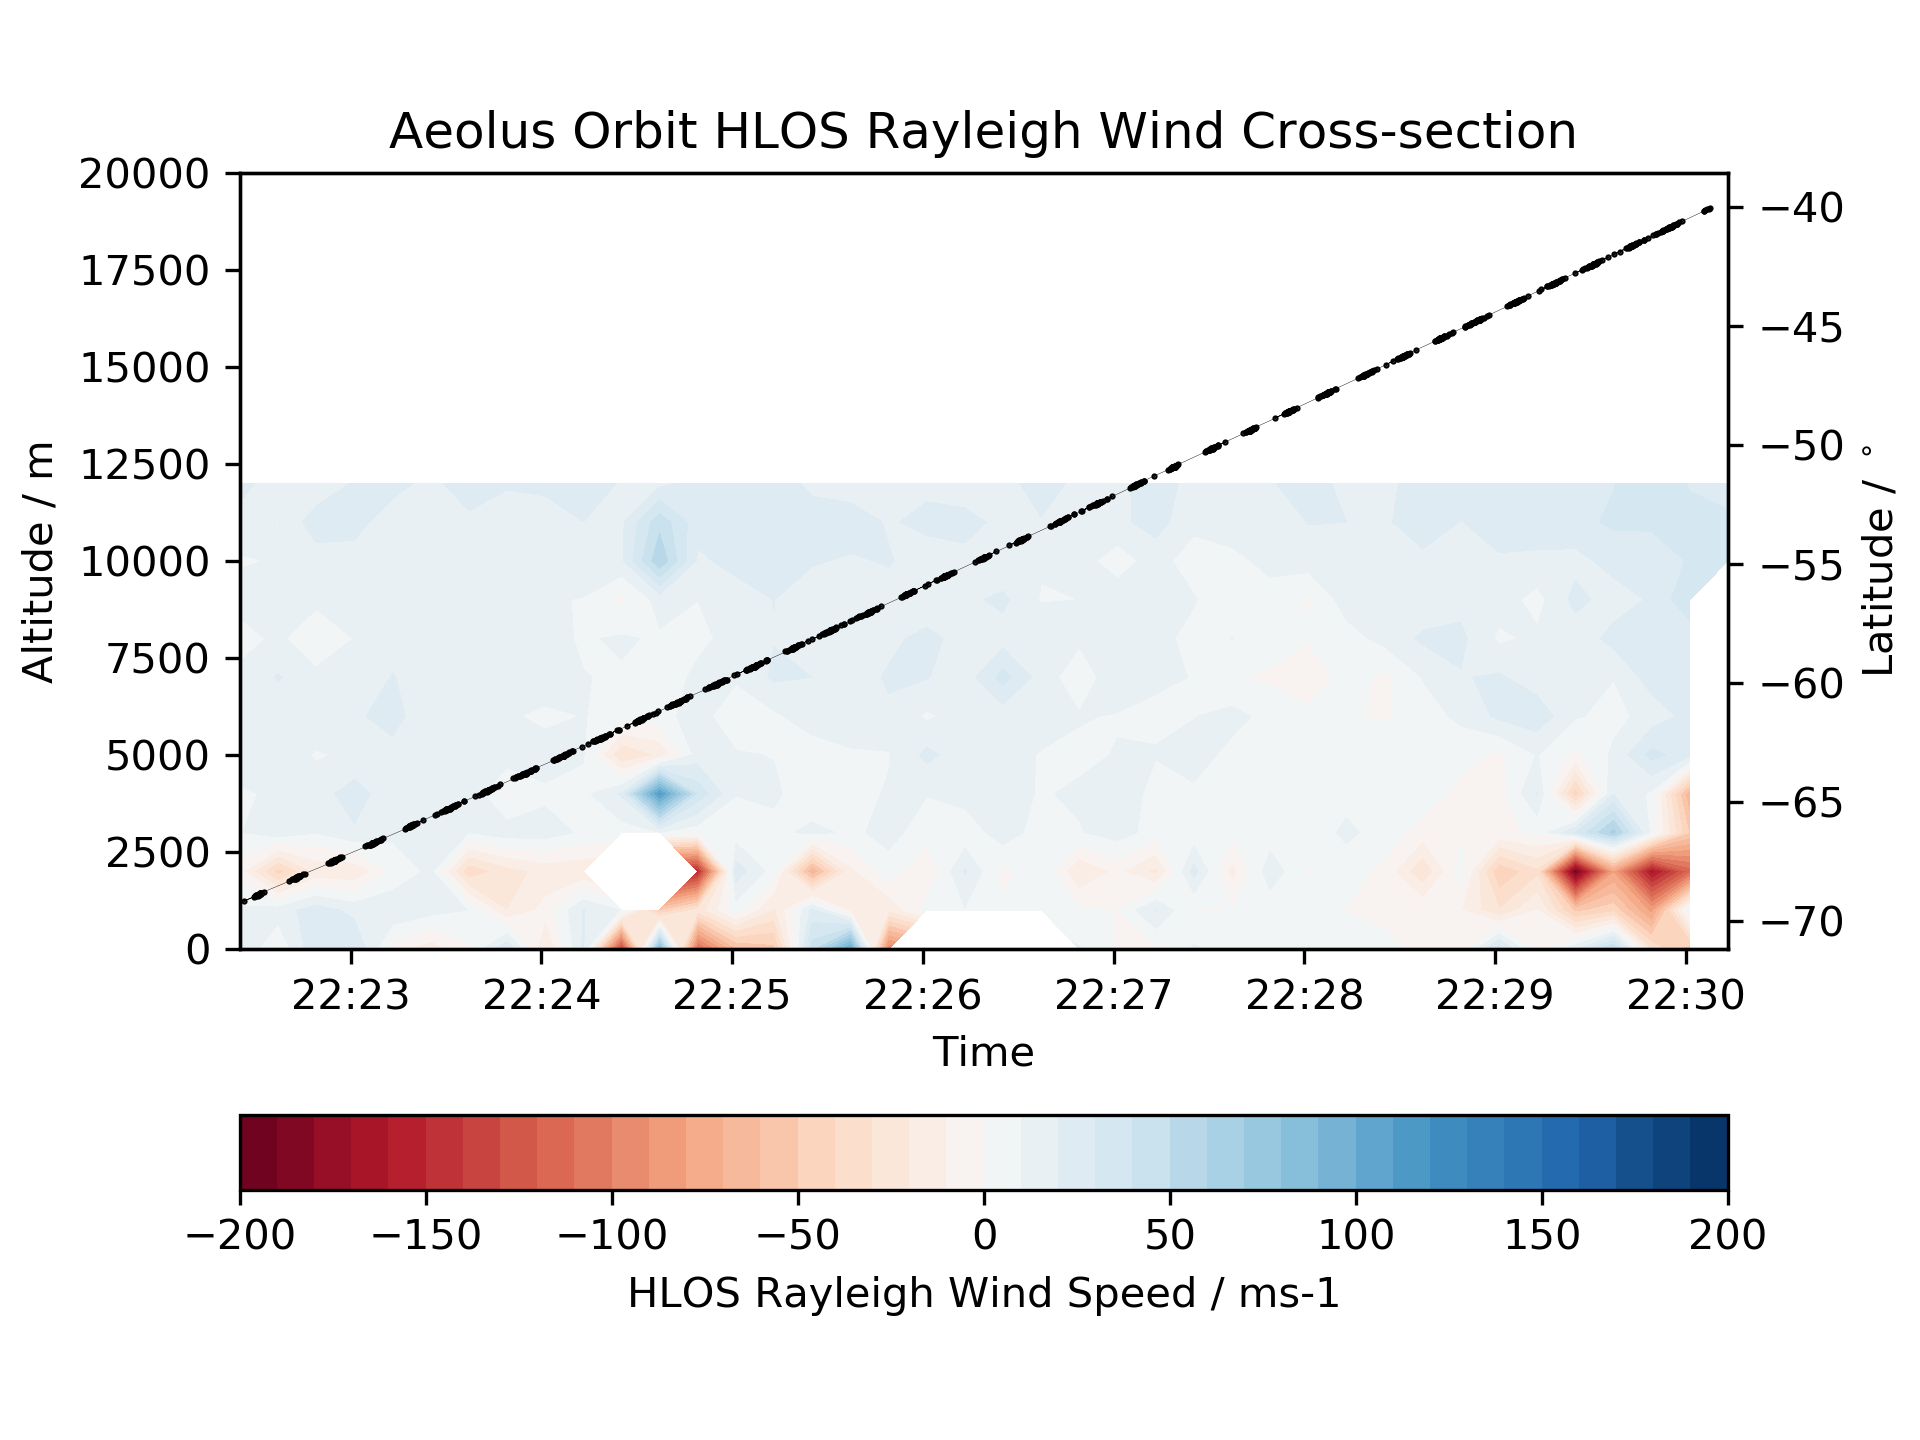 Aeolus Orbit HLOS Rayleigh Wind Cross-section
20000
17500
15000
12500
10000
7500
5000
2500
0
Altitude / m
−40
−45
−50
−55
−60
−65
−70
Latitude / °
22:23 22:24 22:25 22:26 22:27 22:28 22:29 22:30
Time
−200 −150 −100 −50 0 50 100 150 200
HLOS Rayleigh Wind Speed / ms-1